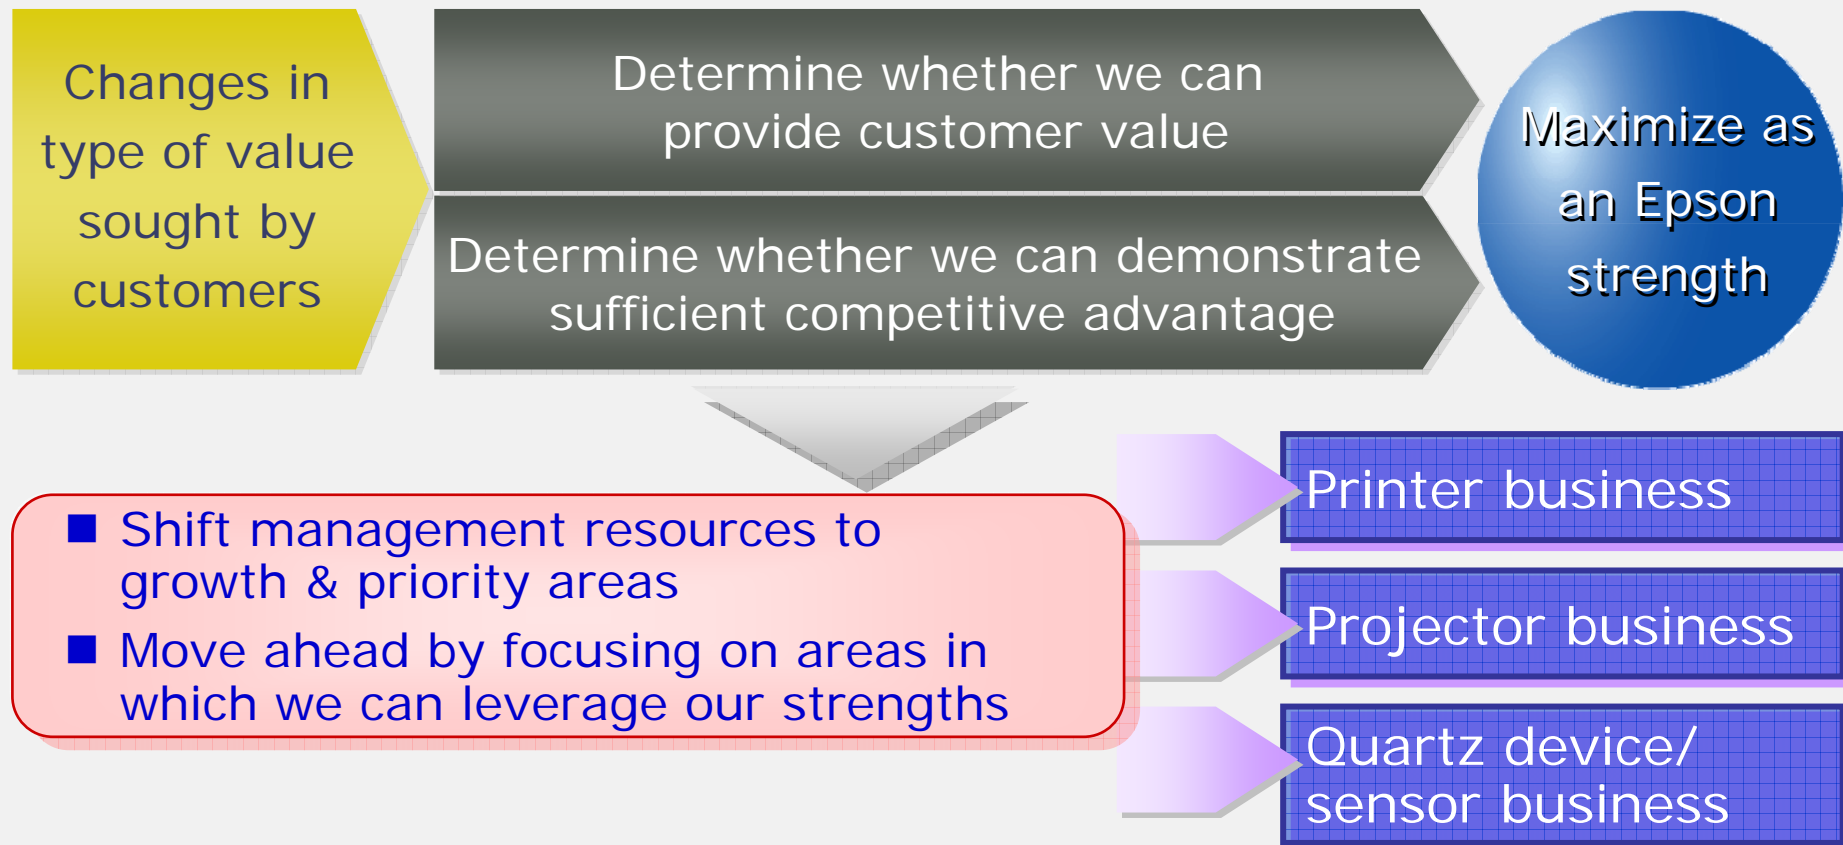 Changes in
type of value
sought by
customers
Determine whether we can
provide customer value
Determine whether we can demonstrate
sufficient competitive advantage
Maximize as
an Epson
strength
■ Shift management resources to
growth & priority areas
■ Move ahead by focusing on areas in
which we can leverage our strengths
Printer business
Projector business
Quartz device/
sensor business